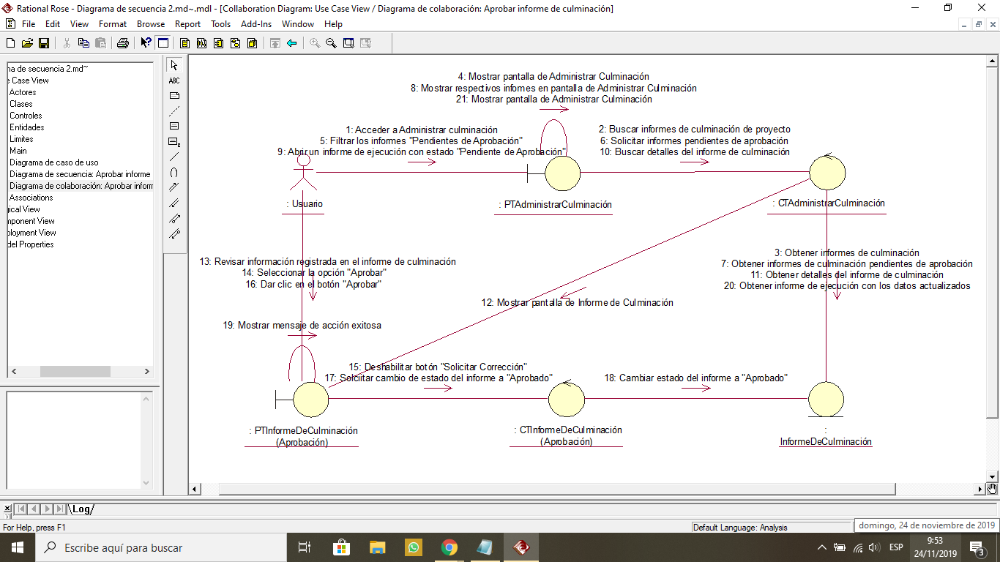 Rational Rose - Diagrama de secuencia 2.md~.mdl - [Collaboration Diagram: Use Case View / Diagrama de colaboración: Aprobar informe de culminación]
File Edit View Format Browse Report Tools Add-Ins Window Help
na de secuencia 2.md~
e Case View
Actores
Clases
Controles
Entidades
Limites
Main
Diagrama de caso de uso
Diagrama de secuencia: Aprobar informe
Diagrama de colaboración: Aprobar inform
Associations
gical View
mponent View
ployment View
del Properties
ABC
4: Mostrar pantalla de Administrar Culminación
8: Mostrar respectivos infomes en pantalla de Administrar Culminación
21: Mostrar pantalla de Administrar Culminación
1: Acceder a Administrar culminación
5: Filtrar los informes "Pendientes de Aprobación"
9: Abrir un informe de ejecución con estado "Pendiente de Aprobación"
2: Buscar informes de culminación de proyecto
6: Solicitar informes pendientes de aprobación
10: Buscar detalles del informe de culminación
: Usuario
: PTAdministrarCulminación
: CTAdministrarCulminación
13: Revisar información registrada en el informe de culminación
14: Seleccionar la opción "Aprobar"
16: Dar clic en el botón "Aprobar"
3: Obtener informes de culminación
7: Obtener informes de culminación pendientes de aprobación
11: Obtener detalles del informe de culminación
20: Obtener informe de ejecución con los datos actualizados
12: Mostrar pantalla de Informe de Culminación
19: Mostrar mensaje de acción exitosa
15: Deshabilitar botón "Solicitar Corrección"
17: Solciitar cambio de estado del informe a "Aprobado"
18: Cambiar estado del informe a "Aprobado"
: PTInformeDeCulminación
(Aprobación)
: CTInformeDeCulminación
(Aprobación)
:
InformeDeCulminación
Log
For Help, press F1
Default Language: Analysis
domingo, 24 de noviembre de 2019
Escribe aquí para buscar
ESP
9:53
24/11/2019
3